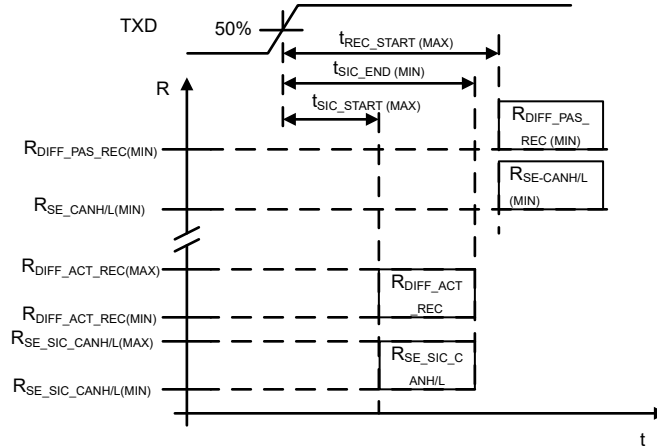 TXD
50%
tREC_START (MAX)
tSIC_END (MIN)
R
tSIC_START (MAX)
RDIFF_PAS_
REC (MIN)
RDIFF_PAS_REC(MIN)
RSE-CANH/L
(MIN)
RSE_CANH/L(MIN)
RDIFF_ACT_REC(MAX)
RDIFF_ACT
_REC
RDIFF_ACT_REC(MIN)
RSE_SIC_CANH/L(MAX)
RSE_SIC_C
ANH/L
RSE_SIC_CANH/L(MIN)
t